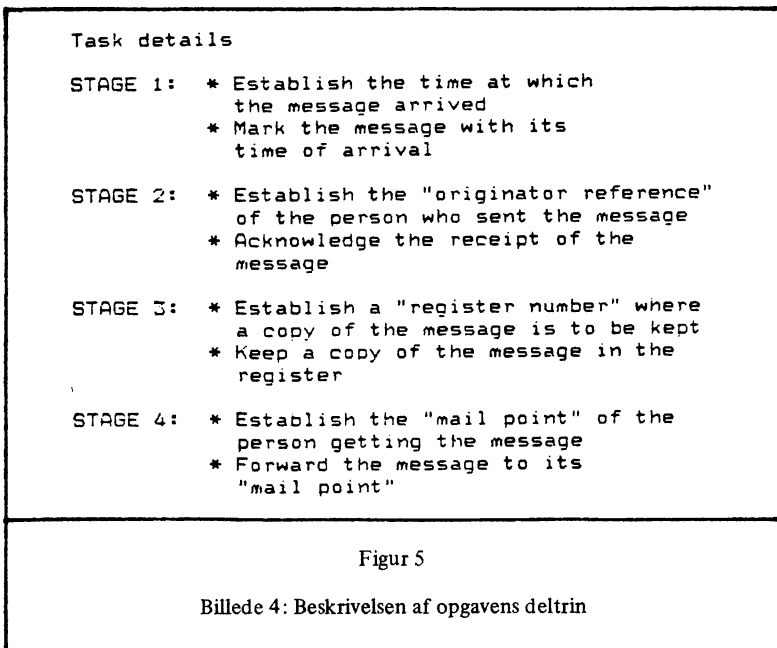 Task details
STAGE 1: * Establish the time at which
the message arrived
* Mark the message with its
time of arrival
STAGE 2: * Establish the "originator reference"
of the person who sent the message
* Acknowledge the receipt of the
message
STAGE 3: * Establish a "register number" where
a copy of the message is to be kept
* Keep a copy of the message in the
register
STAGE 4: * Establish the "mail point" of the
person getting the message
* Forward the message to its
"mail point"
Figur 5
Billede 4: Beskrivelsen af opgavens deltrin